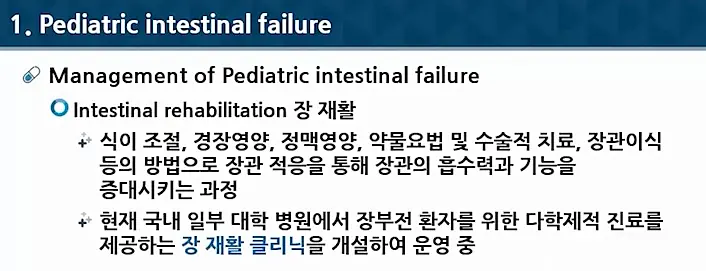 1. Pediatric intestinal failure
Management of Pediatric intestinal failure
Intestinal rehabilitation 장 재활
식이 조절, 경장영양, 정맥영양, 약물요법 및 수술적 치료, 장관이식
등의 방법으로 장관 적응을 통해 장관의 흡수력과 기능을
증대시키는 과정
현재 국내 일부 대학 병원에서 장부전 환자를 위한 다학제적 진료를
제공하는 장 재활 클리닉을 개설하여 운영 중